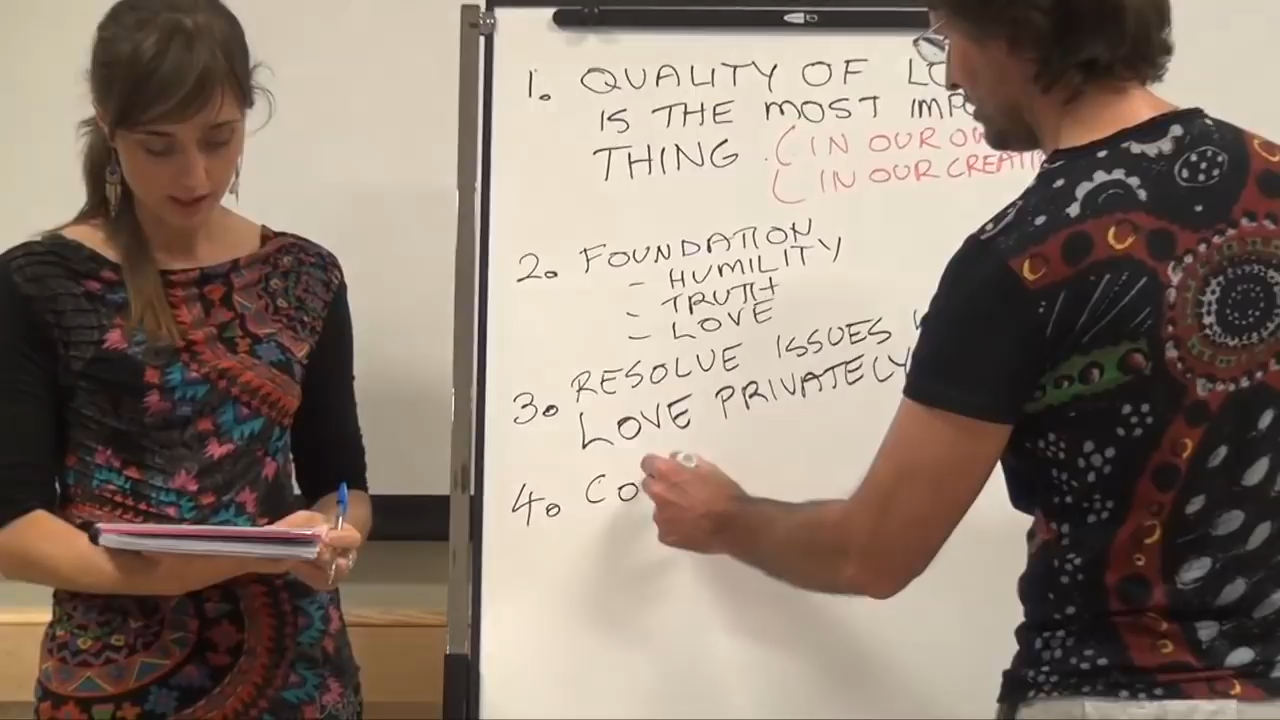 1. QUALITY OF
IS THE MOST
THING (IN OUR
( IN OUR
2. FOUNDATION
- HUMILITY
- TRUTH
- LOVE
3. RESOLVE ISSUES
LOVE PRIVATELY
4.